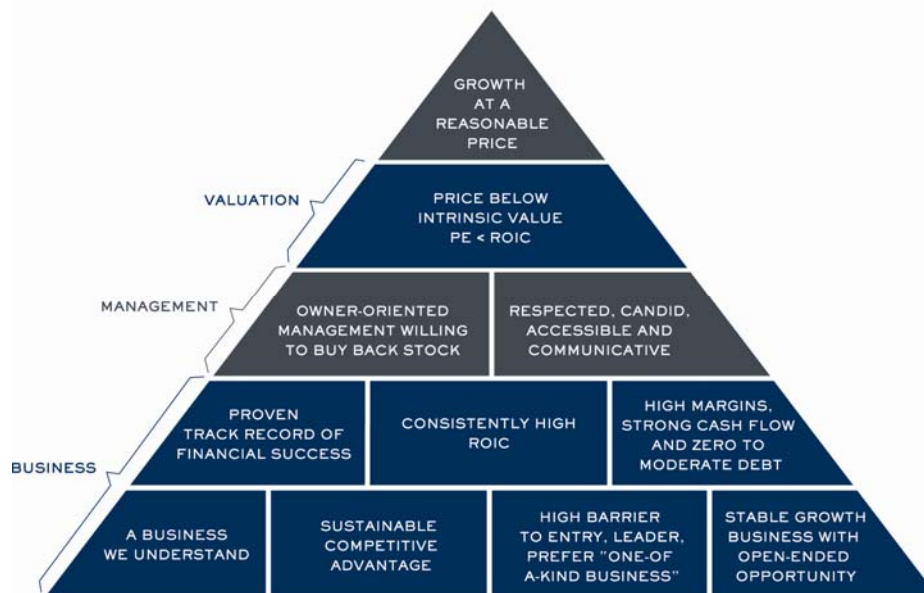 GROWTH
AT A
REASONABLE
PRICE
VALUATION
PRICE BELOW
INTRINSIC VALUE
PE < ROIC
MANAGEMENT
OWNER-ORIENTED
MANAGEMENT WILLING
TO BUY BACK STOCK
RESPECTED, CANDID,
ACCESSIBLE AND
COMMUNICATIVE
BUSINESS
PROVEN
TRACK RECORD OF
FINANCIAL SUCCESS
CONSISTENTLY HIGH
ROIC
HIGH MARGINS,
STRONG CASH FLOW
AND ZERO TO
MODERATE DEBT
A BUSINESS
WE UNDERSTAND
SUSTAINABLE
COMPETITIVE
ADVANTAGE
HIGH BARRIER
TO ENTRY, LEADER,
PREFER "ONE-OF
A-KIND BUSINESS"
STABLE GROWTH
BUSINESS WITH
OPEN-ENDED
OPPORTUNITY